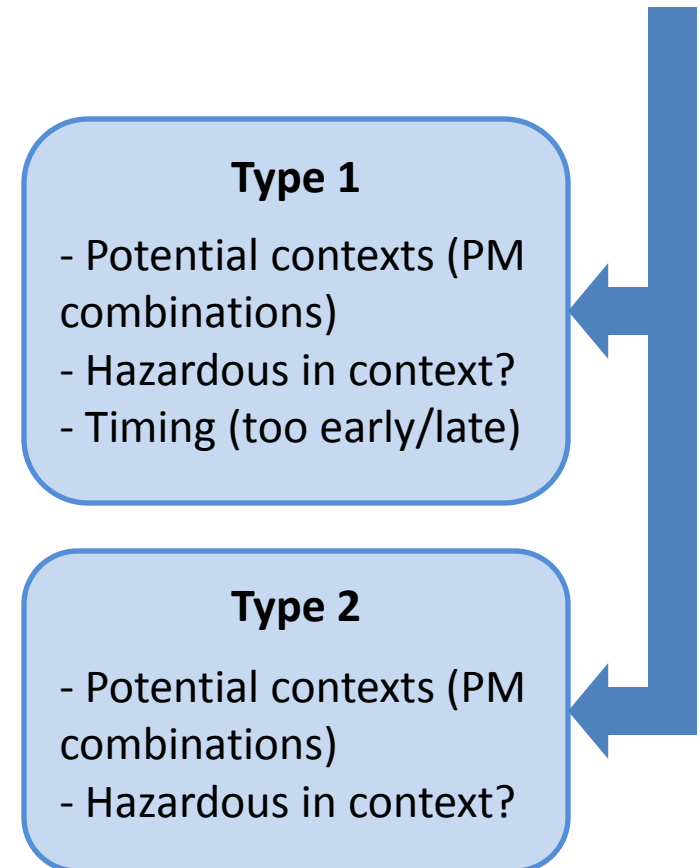 Type 1
- Potential contexts (PM
combinations)
- Hazardous in context?
- Timing (too early/late)
Type 2
- Potential contexts (PM
combinations)
- Hazardous in context?